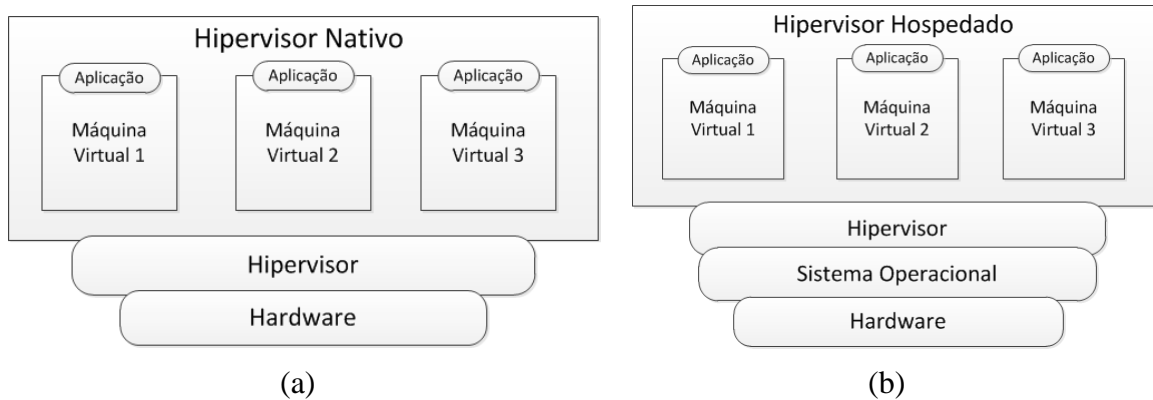 Hipervisor Nativo
Aplicação
Aplicação
Aplicação
Máquina
Virtual 1
Máquina
Virtual 2
Máquina
Virtual 3
Hipervisor
Hardware
(a)
Hipervisor Hospedado
Aplicação
Aplicação
Aplicação
Máquina
Virtual 1
Máquina
Virtual 2
Máquina
Virtual 3
Hipervisor
Sistema Operacional
Hardware
(b)